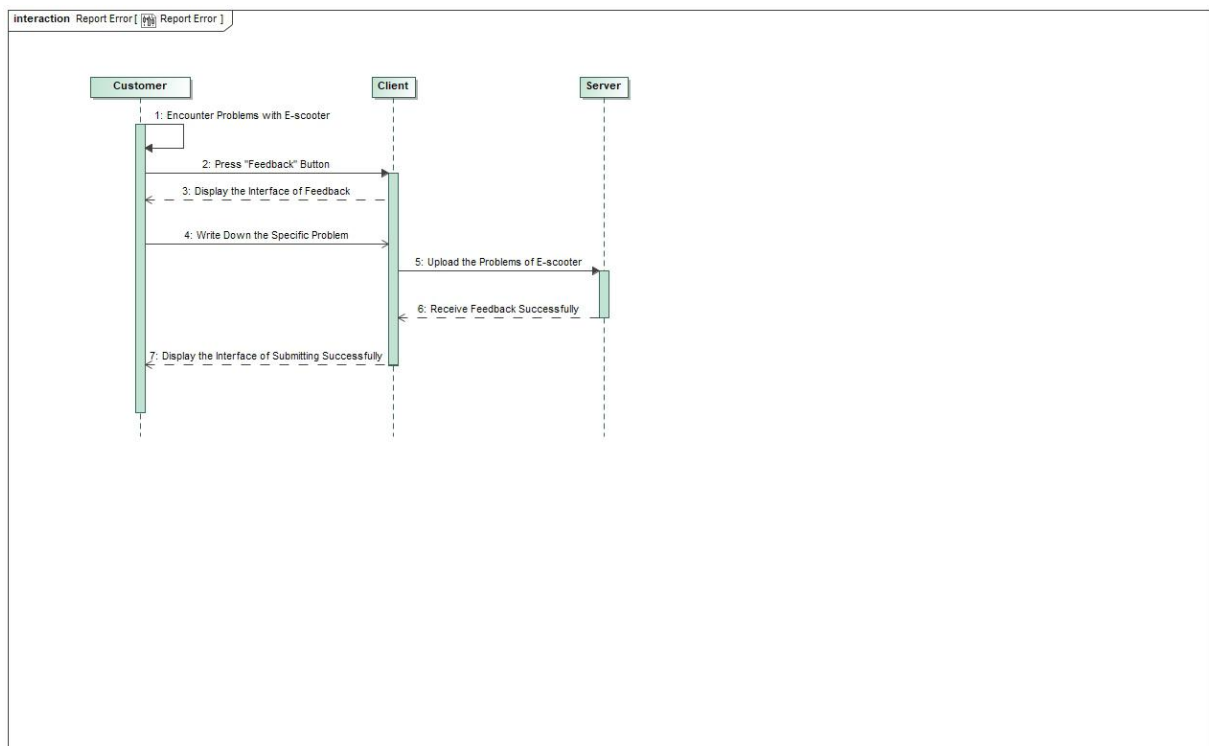 interaction Report Error [ Report Error ]
Customer
Client
Server
1: Encounter Problems with E-scooter
2: Press "Feedback" Button
3: Display the Interface of Feedback
4: Write Down the Specific Problem
5: Upload the Problems of E-scooter
6: Receive Feedback Successfully
7: Display the Interface of Submitting Successfully